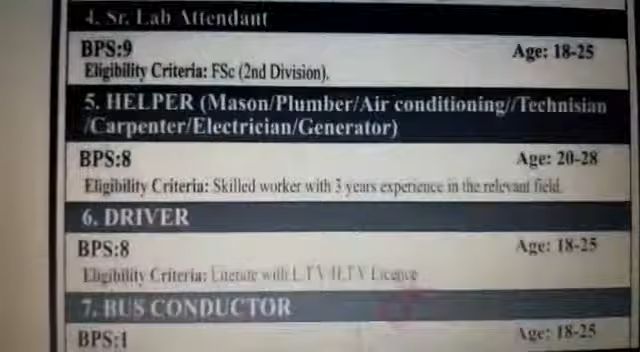 4. Sr. Lab Attendant
BPS:9 Age: 18-25
Eligibility Criteria: FSc (2nd Division).
5. HELPER (Mason/Plumber/Air conditioning//Technisian
/Carpenter/Electrician/Generator)
BPS:8 Age: 20-28
Eligibility Criteria: Skilled worker with 3 years experience in the relevant field.
6. DRIVER
BPS:8 Age: 18-25
Eligibility Criteria: Literate with L.T.V/H.T.V Licence
7. BUS CONDUCTOR
BPS:1 Age: 18-25